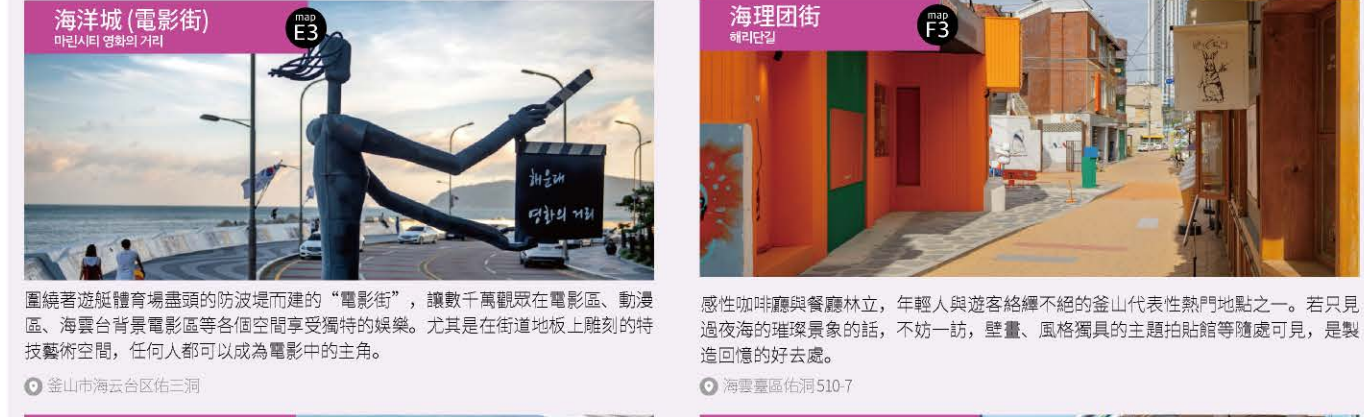 海洋城 (電影街)
마린시티 영화의 거리
map
E3
해운대
영화의 거리
圍繞著遊艇體育場盡頭的防波堤而建的“電影街”，讓數千萬觀眾在電影區、動漫
區、海雲台背景電影區等各個空間享受獨特的娛樂。尤其是在街道地板上雕刻的特
技藝術空間，任何人都可以成為電影中的主角。
釜山市海云台区佑三洞
海理团街
해리단길
map
F3
感性咖啡廳與餐廳林立，年輕人與遊客絡繹不絕的釜山代表性熱門地點之一。若只見
過夜海的璀璨景象的話，不妨一訪，壁畫、風格獨具的主題拍貼館等隨處可見，是製
造回憶的好去處。
海雲臺區佑洞 510-7